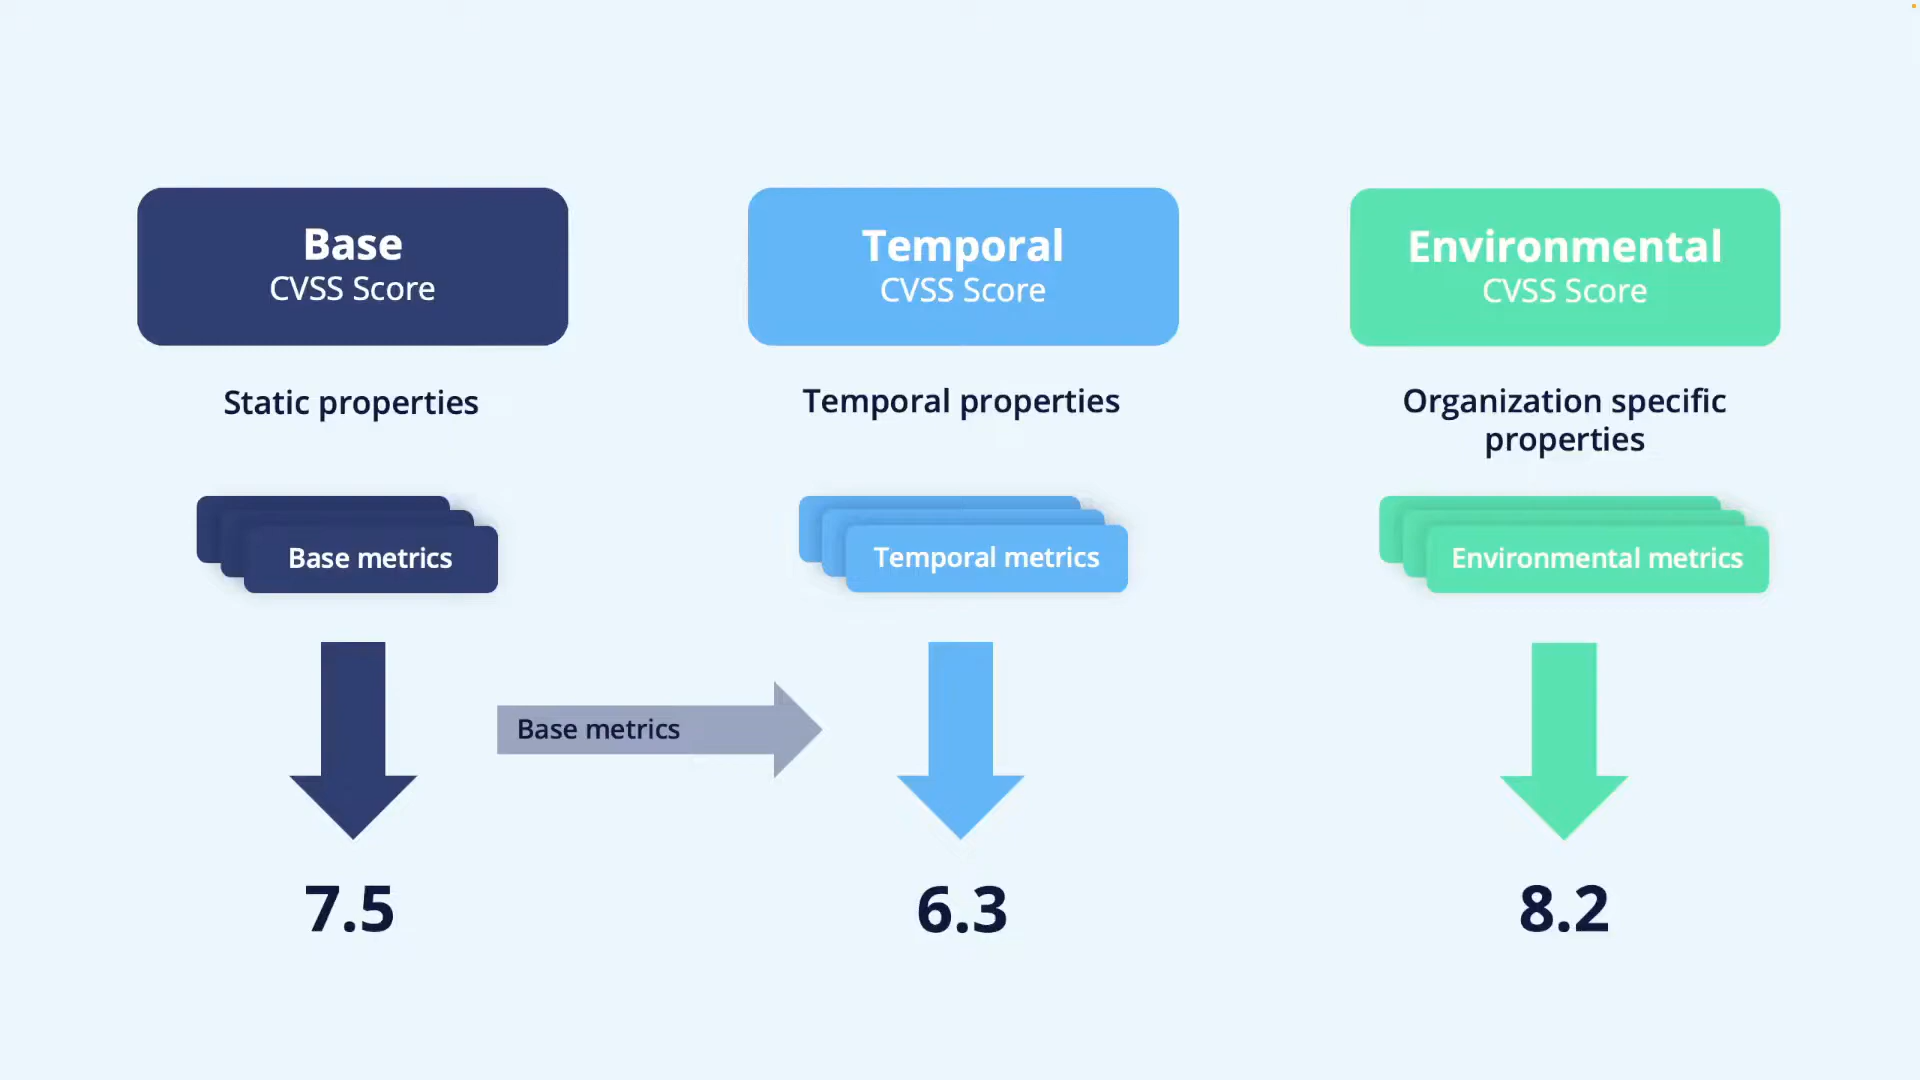 Base
CVSS Score
Static properties
Base metrics
7.5
Base metrics
Temporal
CVSS Score
Temporal properties
Temporal metrics
6.3
Environmental
CVSS Score
Organization specific
properties
Environmental metrics
8.2